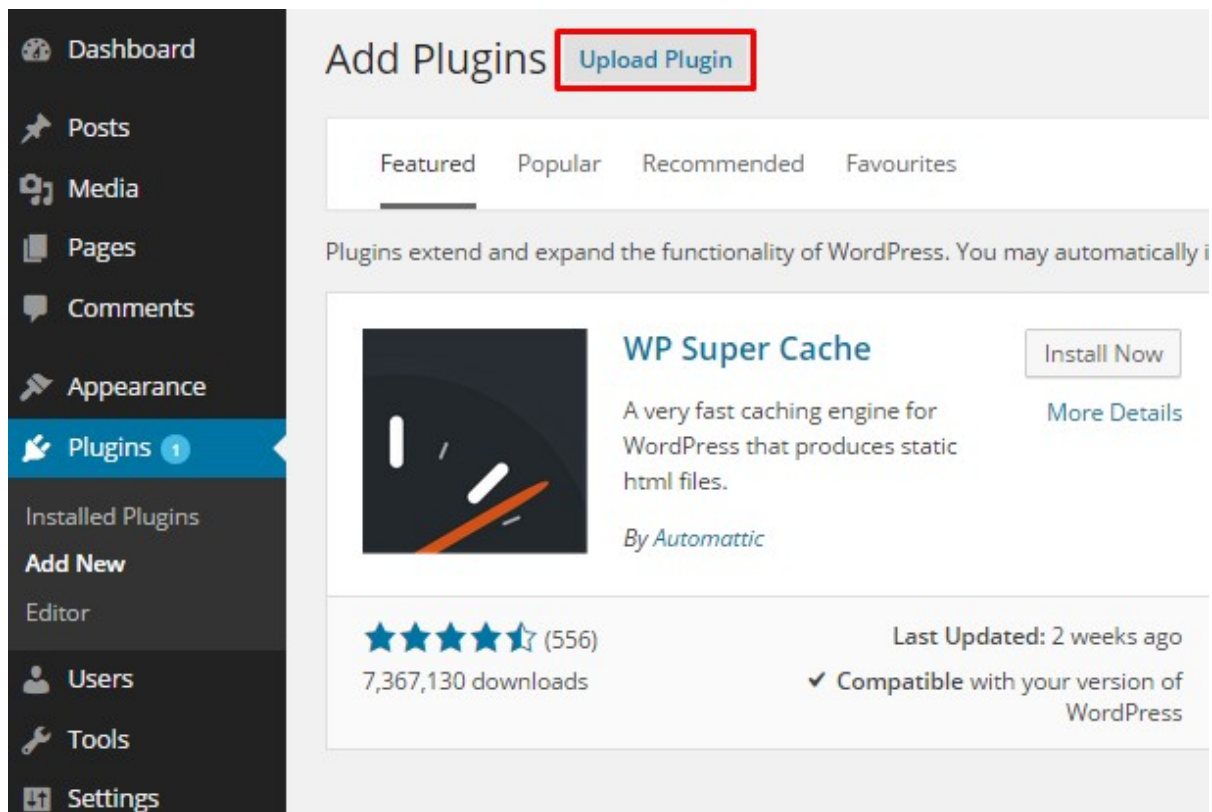 Dashboard
Posts
Media
Pages
Comments
Appearance
Plugins 1
Installed Plugins
Add New
Editor
Users
Tools
Settings
Add Plugins Upload Plugin
Featured Popular Recommended Favourites
Plugins extend and expand the functionality of WordPress. You may automatically i
WP Super Cache
Install Now
More Details
A very fast caching engine for
WordPress that produces static
html files.
By Automattic
(556)
7,367,130 downloads
Last Updated: 2 weeks ago
✔ Compatible with your version of
WordPress